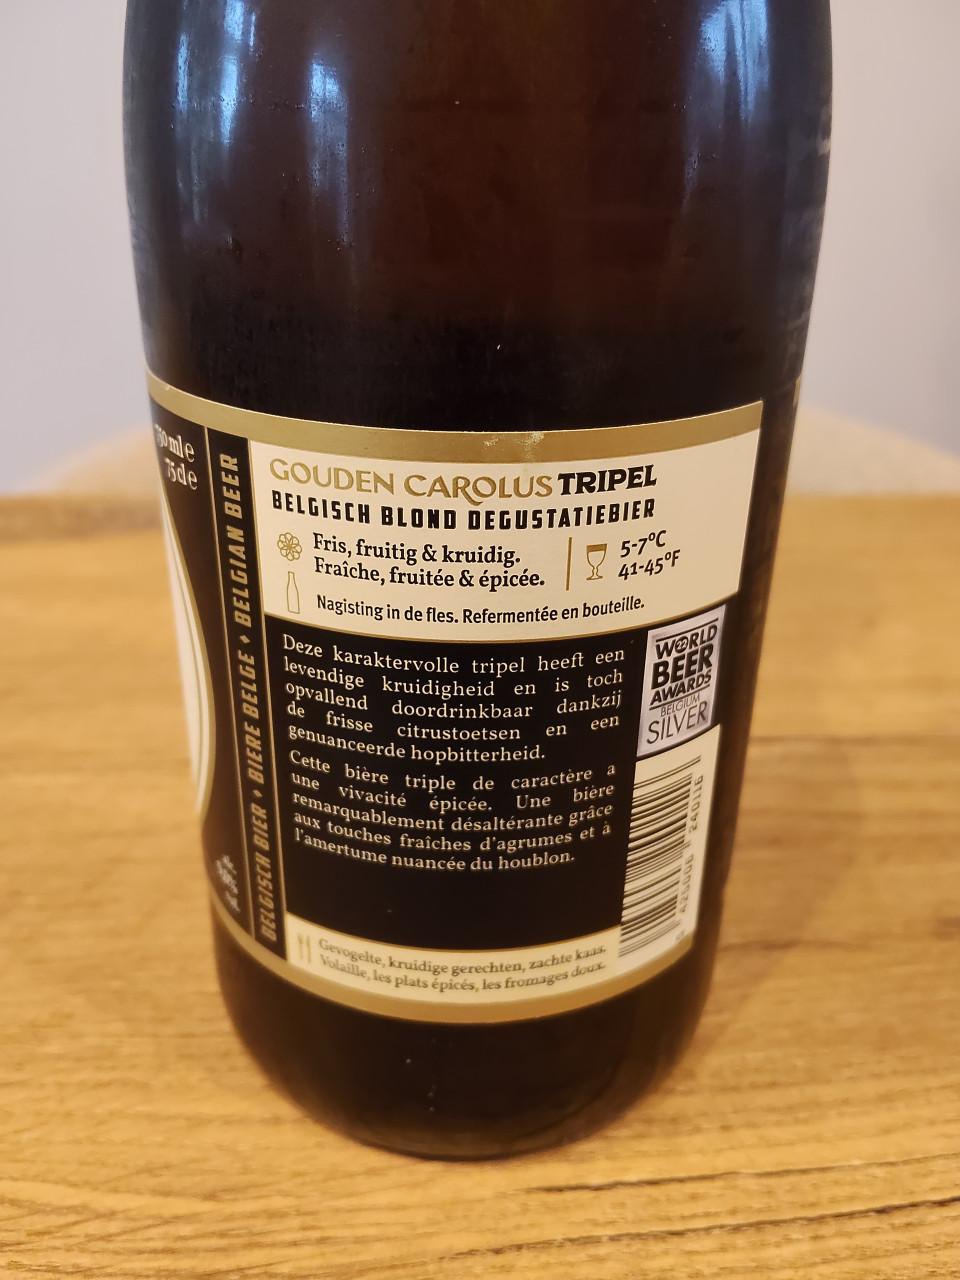 750 ml e
75cl e
BELGISCH BIER • BIERE BELGE • BELGIAN BEER
GOUDEN CAROLUS TRIPEL
BELGISCH BLOND DEGUSTATIEBIER
Fris, fruitig & kruidig.
Fraîche, fruitée & épicée.
5-7°C
41-45°F
Nagisting in de fles. Refermentée en bouteille.
Deze karaktervolle tripel heeft een
levendige kruidigheid en is toch
opvallend doordrinkbaar dankzij
de frisse citrustoetsen en een
genuanceerde hopbitterheid.
Cette bière triple de caractère a
une vivacité épicée. Une bière
remarquablement désaltérante grâce
aux touches fraîches d'agrumes et à
l'amertume nuancée du houblon.
WORLD
22
BEER
AWARDS
BELGIUM
SILVER
Gevogelte, kruidige gerechten, zachte kaas.
Volaille, les plats épicés, les fromages doux.